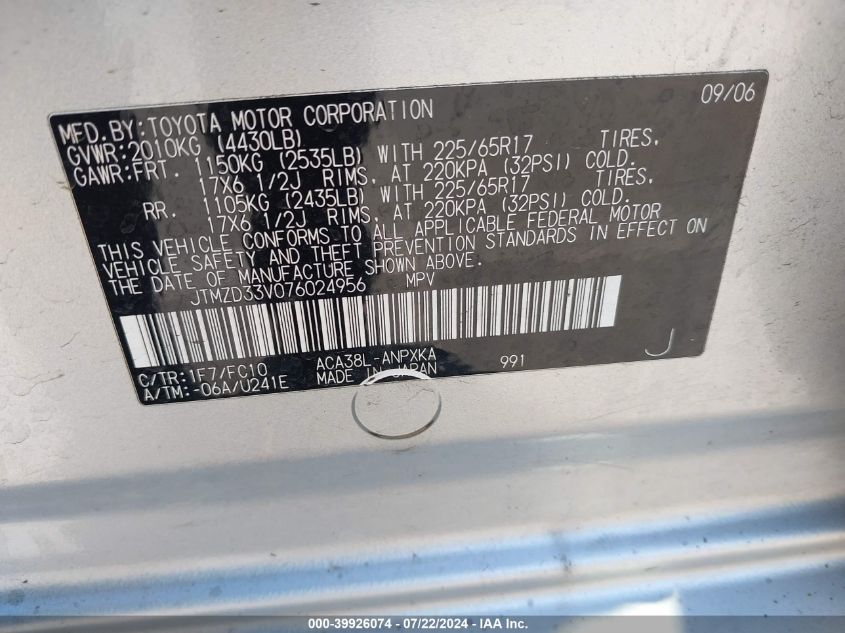 09/06
MFD.BY:TOYOTA MOTOR CORPORATION
GVWR:2010KG (4430LB)
GAWR:FRT. 1150KG (2535LB) WITH 225/65R17 TIRES,
17X6 1/2J RIMS, AT 220KPA (32PSI) COLD.
RR. 1105KG (2435LB) WITH 225/65R17 TIRES,
17X6 1/2J RIMS, AT 220KPA (32PSI) COLD.
THIS VEHICLE CONFORMS TO ALL APPLICABLE FEDERAL MOTOR
VEHICLE SAFETY AND THEFT PREVENTION STANDARDS IN EFFECT ON
THE DATE OF MANUFACTURE SHOWN ABOVE.
JTMZD33V076024956 MPV
C/TR:1F7/FC10 ACA38L-ANPXKA 991 J
A/TM:-06A/U241E MADE IN JAPAN
000-39926074 / 07/22/2024 - IAA Inc.